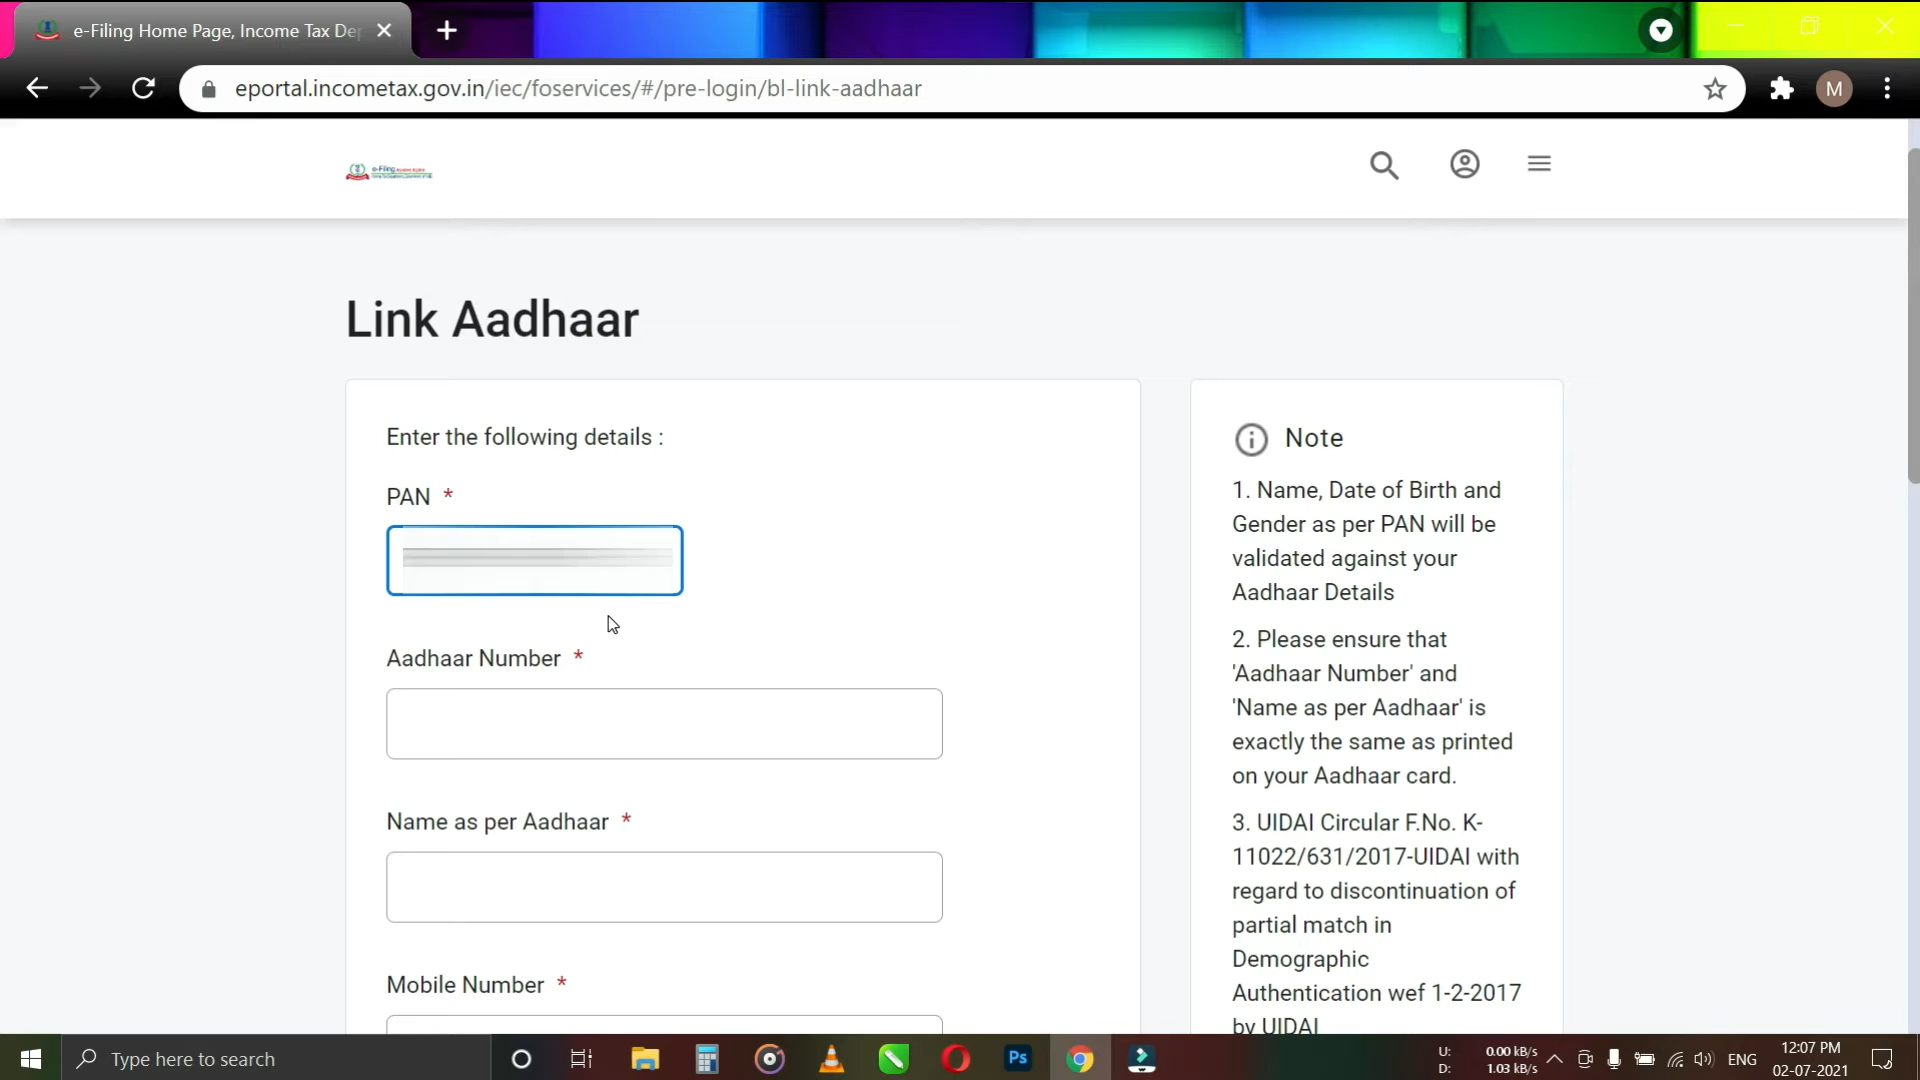 e-Filing Home Page, Income Tax De
eportal.incometax.gov.in/iec/foservices/#/pre-login/bl-link-aadhaar
M
e-Filing
Link Aadhaar
Enter the following details :
PAN *
Aadhaar Number *
Name as per Aadhaar *
Mobile Number *
Note
1. Name, Date of Birth and
Gender as per PAN will be
validated against your
Aadhaar Details
2. Please ensure that
'Aadhaar Number' and
'Name as per Aadhaar' is
exactly the same as printed
on your Aadhaar card.
3. UIDAI Circular F.No. K-
11022/631/2017-UIDAI with
regard to discontinuation of
partial match in
Demographic
Authentication wef 1-2-2017
by UIDAI
Type here to search
Ps
U: 0.00 kB/s
D: 1.03 kB/s
ENG
12:07 PM
02-07-2021